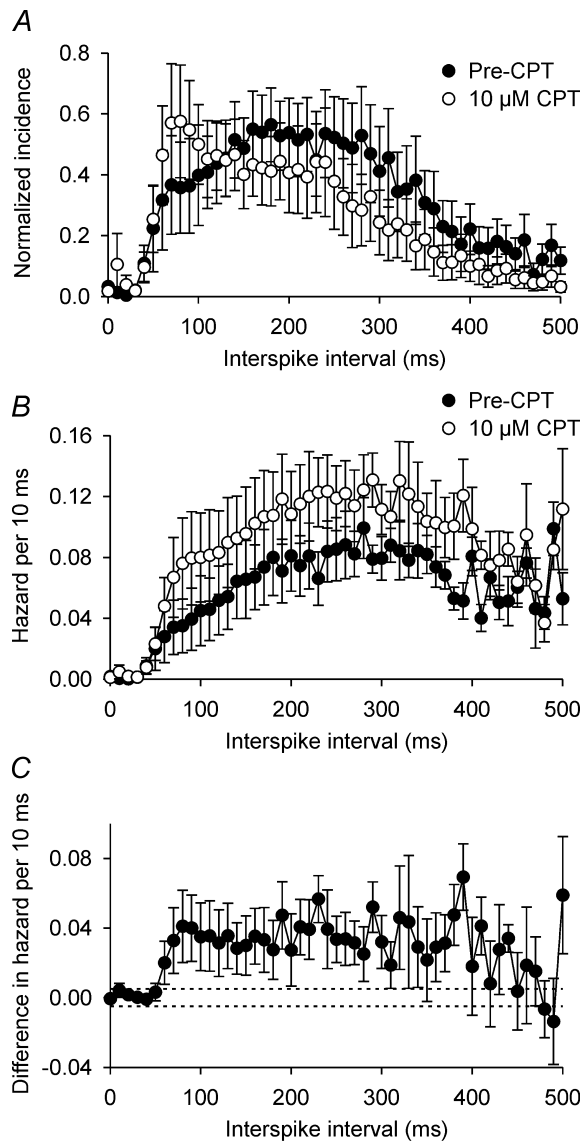 A
Pre-CPT
10 µM CPT
0.8
0.6
0.4
0.2
0.0
Normalized incidence
0 100 200 300 400 500
Interspike interval (ms)
B
Pre-CPT
10 µM CPT
0.16
0.12
0.08
0.04
0.00
Hazard per 10 ms
0 100 200 300 400 500
Interspike interval (ms)
C
0.08
0.04
0.00
-0.04
Difference in hazard per 10 ms
0 100 200 300 400 500
Interspike interval (ms)